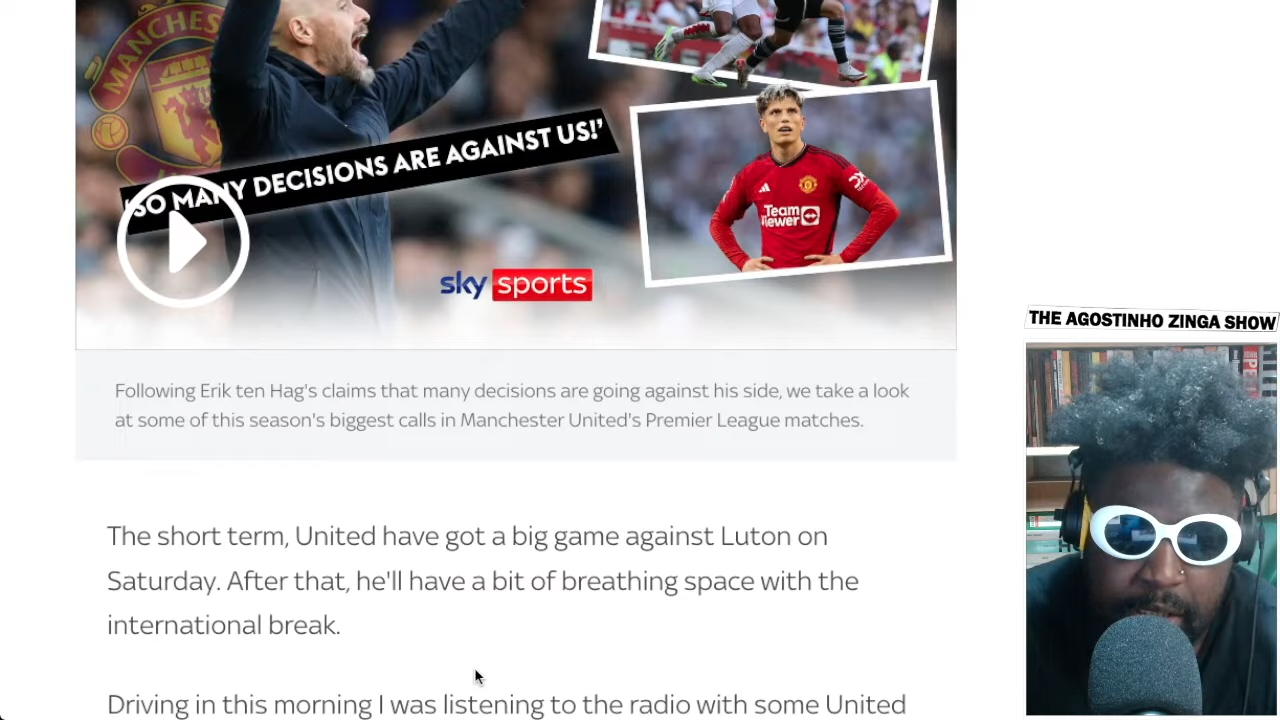 MANCHES
'SO MANY DECISIONS ARE AGAINST US!'
Team
Viewer
sky sports
THE AGOSTINHO ZINGA SHOW
Following Erik ten Hag's claims that many decisions are going against his side, we take a look
at some of this season's biggest calls in Manchester United's Premier League matches.
The short term, United have got a big game against Luton on
Saturday. After that, he'll have a bit of breathing space with the
international break.
Driving in this morning I was listening to the radio with some United